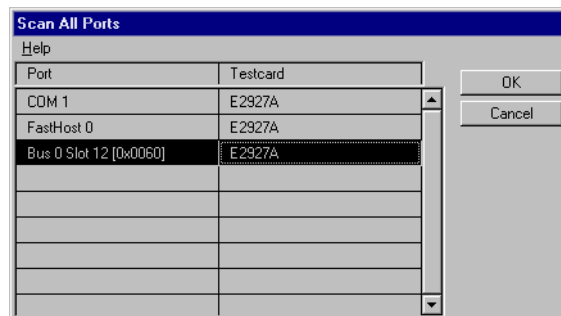 Scan All Ports
Help
Port Testcard
OK
COM 1 E2927A
Cancel
FastHost 0 E2927A
Bus 0 Slot 12 [0x0060] E2927A